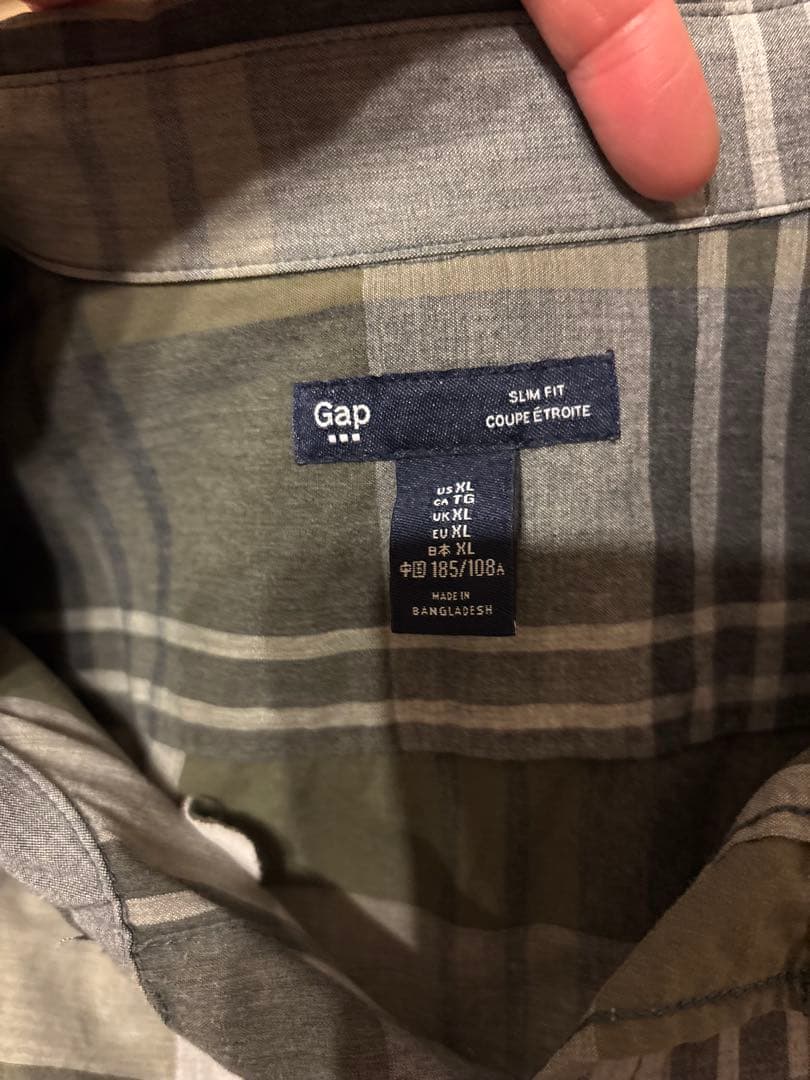 Gap
SLIM FIT
COUPE ÉTROITE
US XL
CA TG
UK XL
EU XL
日本 XL
中国 185/108A
MADE IN
BANGLADESH